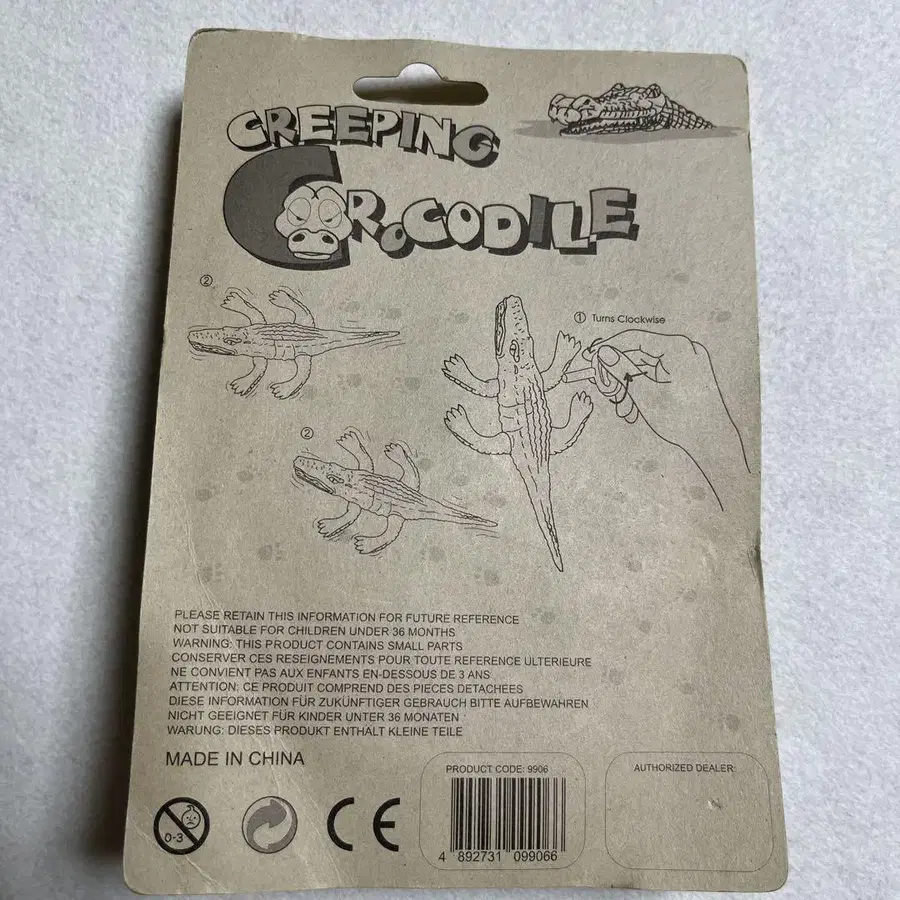 CREEPING
CROCODILE
②
① Turns Clockwise
②
PLEASE RETAIN THIS INFORMATION FOR FUTURE REFERENCE
NOT SUITABLE FOR CHILDREN UNDER 36 MONTHS
WARNING: THIS PRODUCT CONTAINS SMALL PARTS
CONSERVER CES RESEIGNEMENTS POUR TOUTE REFERENCE ULTERIEURE
NE CONVIENT PAS AUX ENFANTS EN-DESSOUS DE 3 ANS
ATTENTION; CE PRODUIT COMPREND DES PIECES DETACHEES
DIESE INFORMATION FÜR ZUKÜNFTIGER GEBRAUCH BITTE AUFBEWAHREN
NICHT GEEIGNET FÜR KINDER UNTER 36 MONATEN
WARUNG: DIESES PRODUKT ENTHÄLT KLEINE TEILE
MADE IN CHINA
PRODUCT CODE: 9906
AUTHORIZED DEALER:
0-3
CE
4 892731 099066